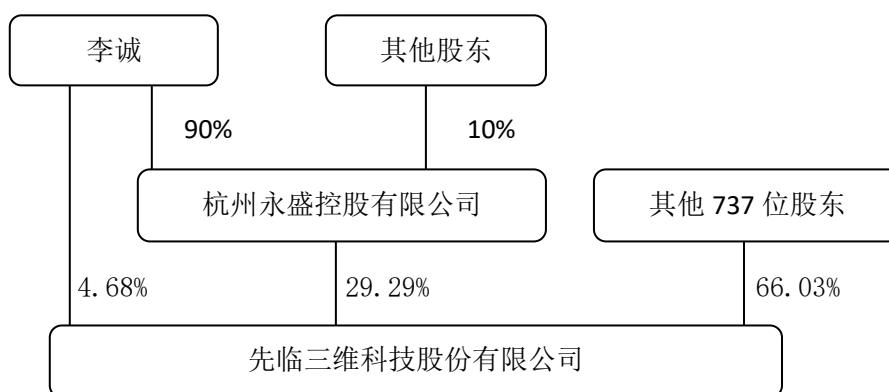 李诚
其他股东
90%
10%
杭州永盛控股有限公司
其他 737 位股东
4.68%
29.29%
66.03%
先临三维科技股份有限公司